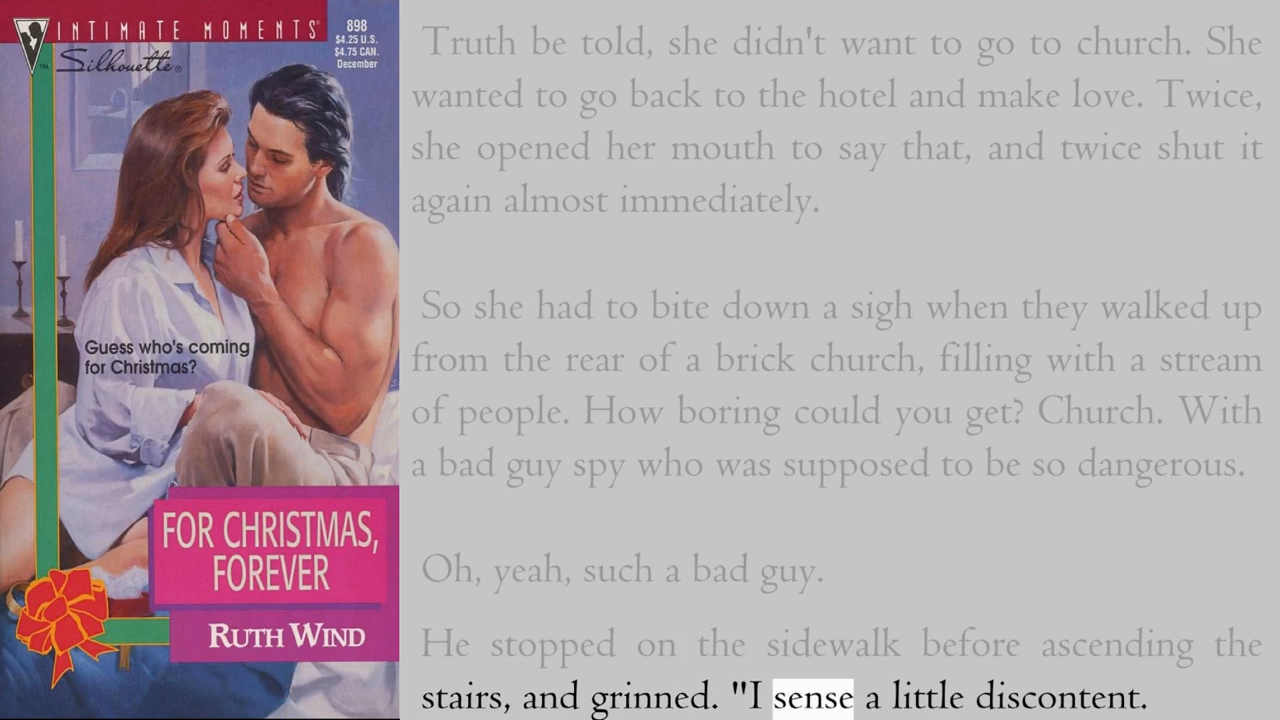 INTIMATE MOMENTS®
898
$4.25 U.S.
$4.75 CAN.
December
TM
Silhouette®
Guess who's coming
for Christmas?
FOR CHRISTMAS,
FOREVER
RUTH WIND
Truth be told, she didn't want to go to church. She
wanted to go back to the hotel and make love. Twice,
she opened her mouth to say that, and twice shut it
again almost immediately.
So she had to bite down a sigh when they walked up
from the rear of a brick church, filling with a stream
of people. How boring could you get? Church. With
a bad guy spy who was supposed to be so dangerous.
Oh, yeah, such a bad guy.
He stopped on the sidewalk before ascending the
stairs, and grinned. "I sense a little discontent.